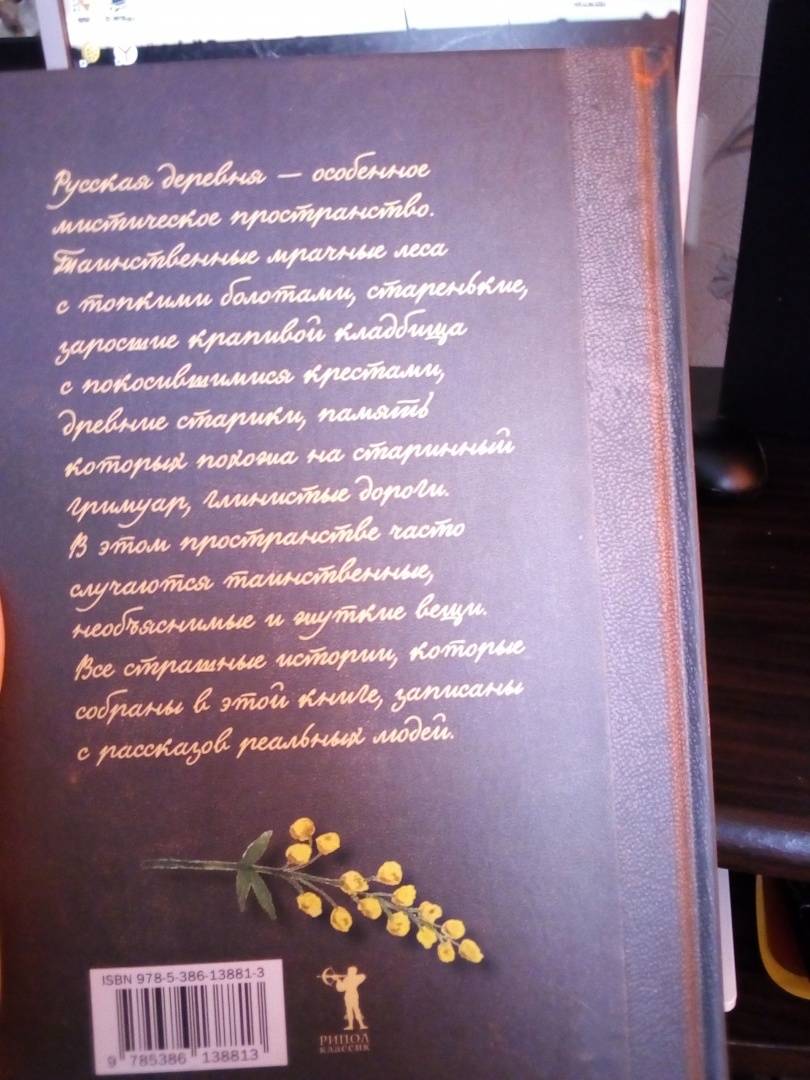 Русская деревня — особенное
мистическое пространство.
Таинственные мрачные леса
с топкими болотами, старенькие,
заросшие крапивой кладбища
с покосившимися крестами,
древние старики, память
которых похожа на старинный
гримуар, глинистые дороги.
В этом пространстве часто
случаются таинственные,
необъяснимые и жуткие вещи.
Все страшные истории, которые
собраны в этой книге, записаны
с рассказов реальных людей.
ISBN 978-5-386-13881-3
9 785386 138813
РИПОЛ
КЛАССИК